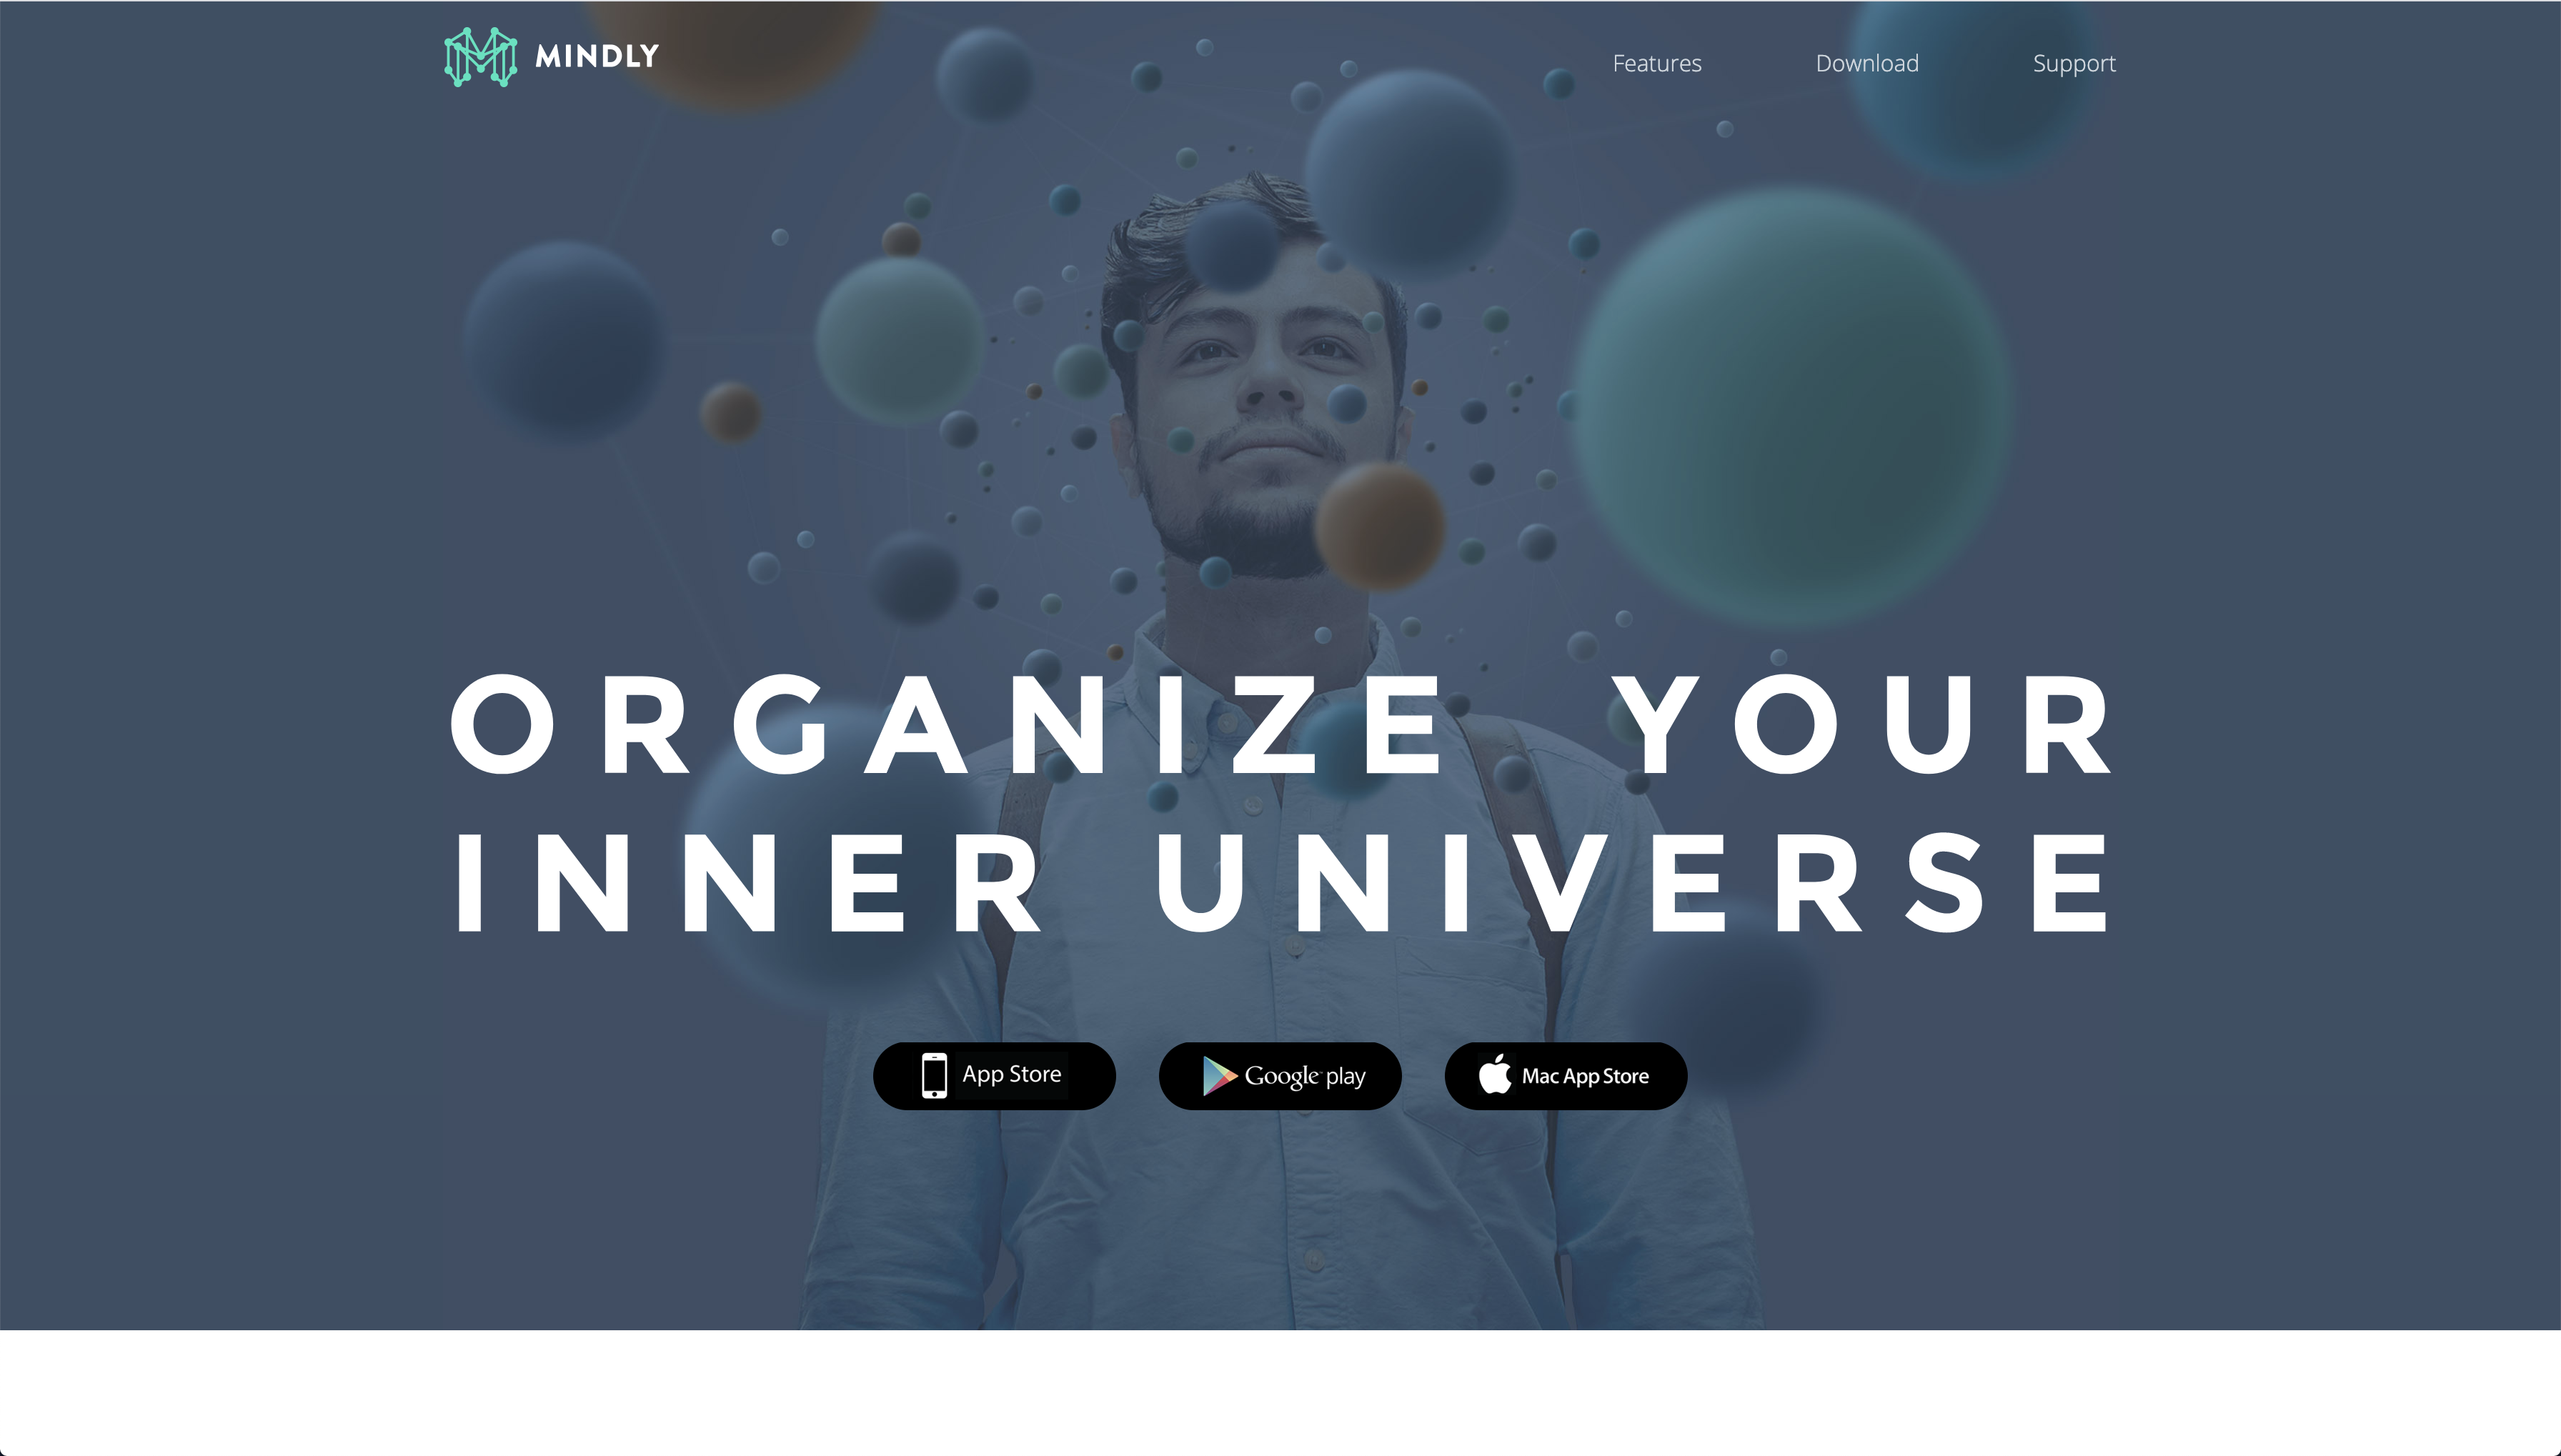 MINDLY
Features
Download
Support
ORGANIZE YOUR
INNER UNIVERSE
App Store
Google play
Mac App Store